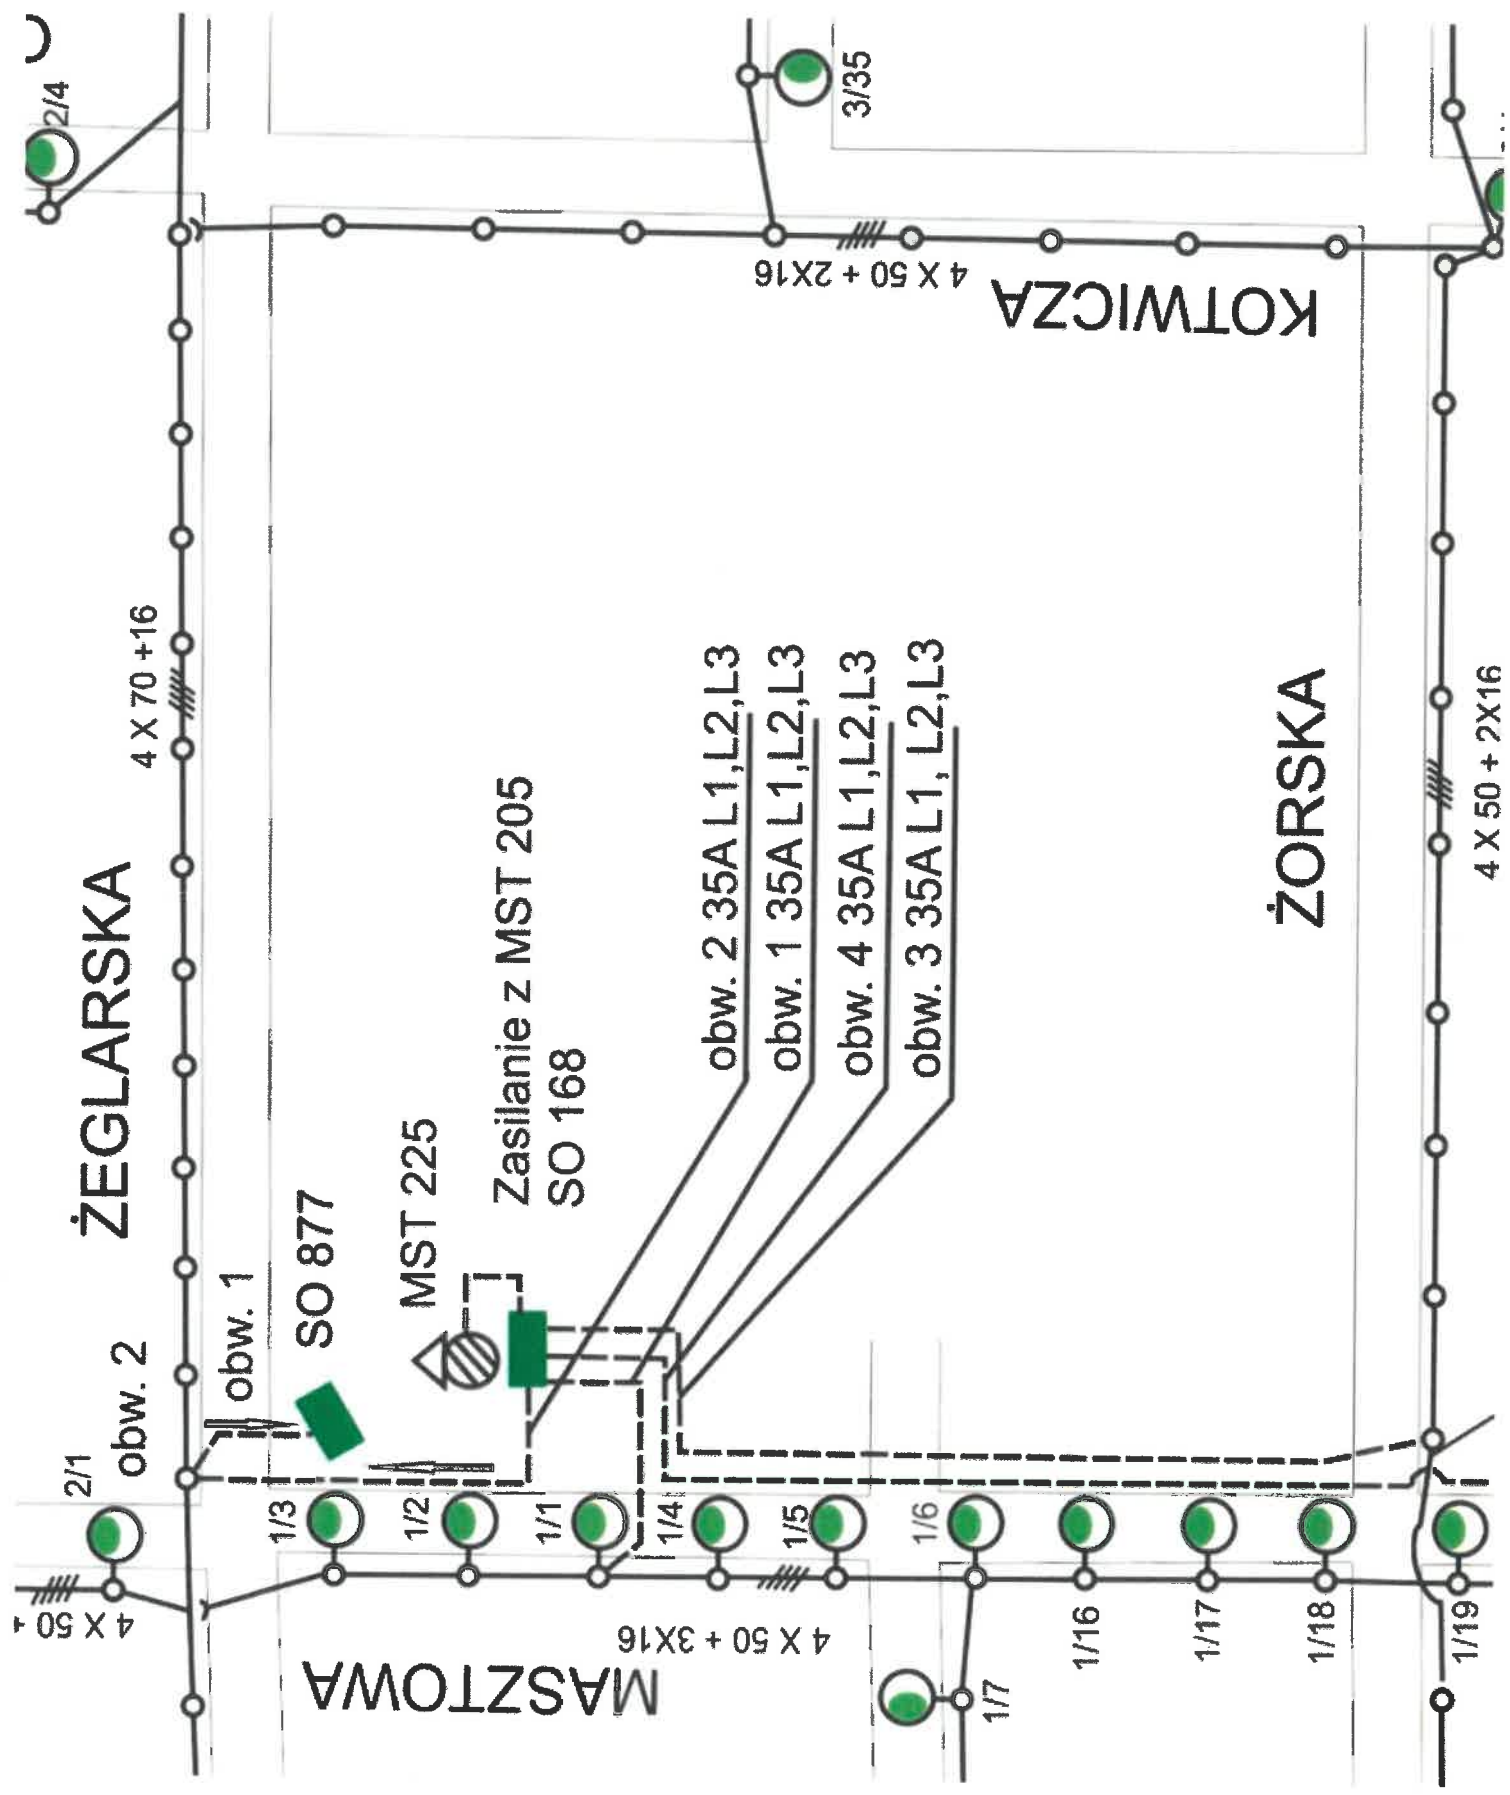 2/4
3/35
4 X 50 + 2X16
KOTWICZA
4 X 70 +16
ŻEGLARSKA
obw. 2
obw. 1
SO 877
MST 225
Zasilanie z MST 205
SO 168
obw. 2 35A L1,L2,L3
obw. 1 35A L1,L2,L3
obw. 4 35A L1,L2,L3
obw. 3 35A L1, L2,L3
ŻORSKA
4 X 50 + 2X16
2/1
1/3
1/2
1/1
1/4
1/5
1/6
4 X 50 +
4 X 50 + 3X16
MASZTOWA
1/7
1/16
1/17
1/18
1/19